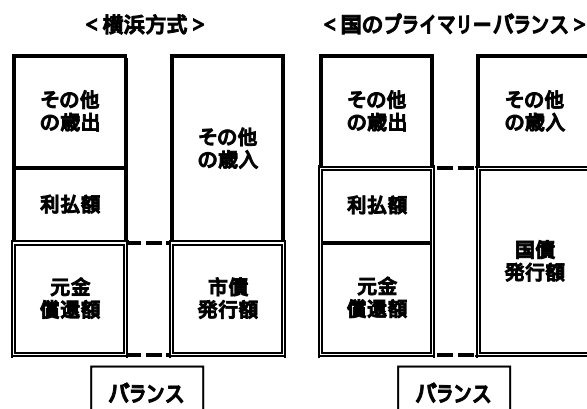 <横浜方式>
その他
の歳出
利払額
元金
償還額
その他
の歳入
市債
発行額
バランス
<国のプライマリーバランス>
その他
の歳出
利払額
元金
償還額
その他
の歳入
国債
発行額
バランス